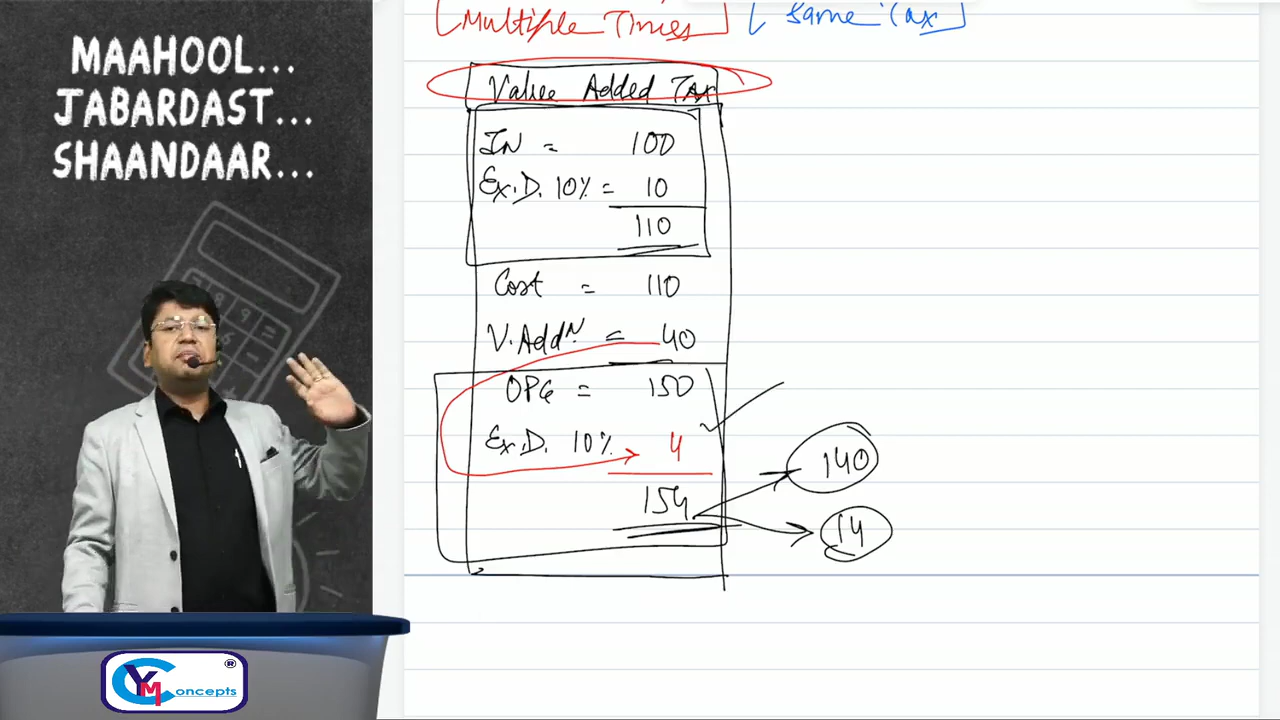 MAAHOOL...
JABARDAST...
SHAANDAAR...
[Multiple Times] [Same Tax]
Value Added Tax
IN = 100
Ex.D. 10% = 10
110
Cost = 110
V. Addⁿ = 40
OPG = 150
Ex.D. 10% 4
154
140
14
YM Concepts ®